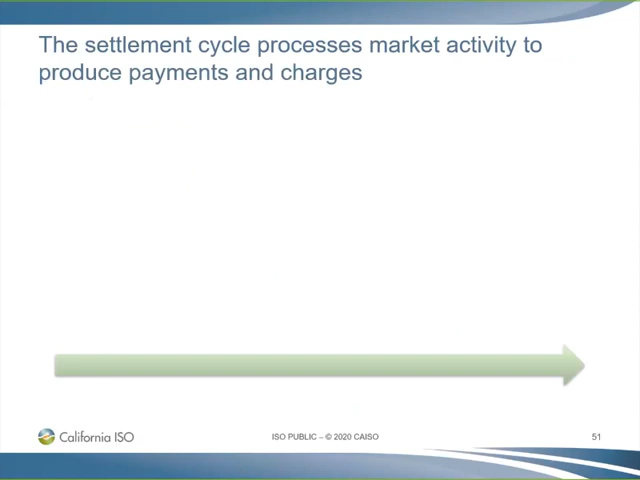 The settlement cycle processes market activity to
produce payments and charges
California ISO
ISO PUBLIC – © 2020 CAISO
51